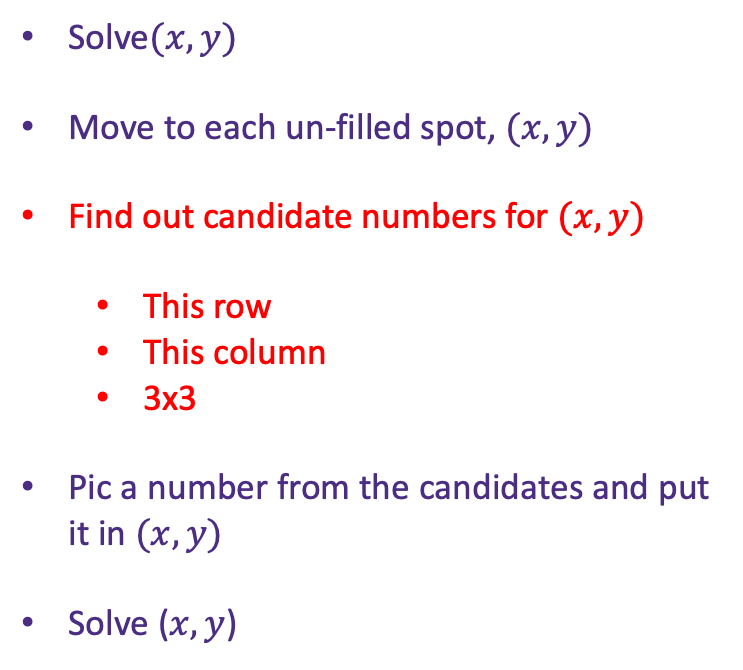 • Solve(x, y)
• Move to each un-filled spot, (x, y)
• Find out candidate numbers for (x, y)
• This row
• This column
• 3x3
• Pic a number from the candidates and put
it in (x, y)
• Solve (x, y)